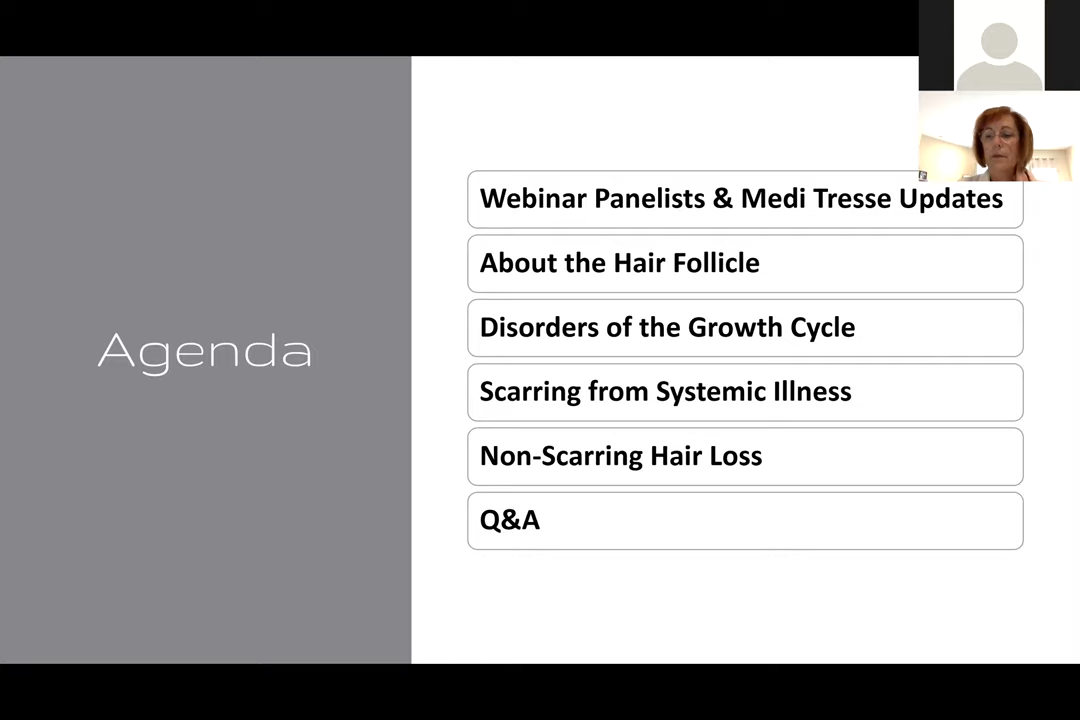 Agenda
Webinar Panelists & Medi Tresse Updates
About the Hair Follicle
Disorders of the Growth Cycle
Scarring from Systemic Illness
Non-Scarring Hair Loss
Q&A